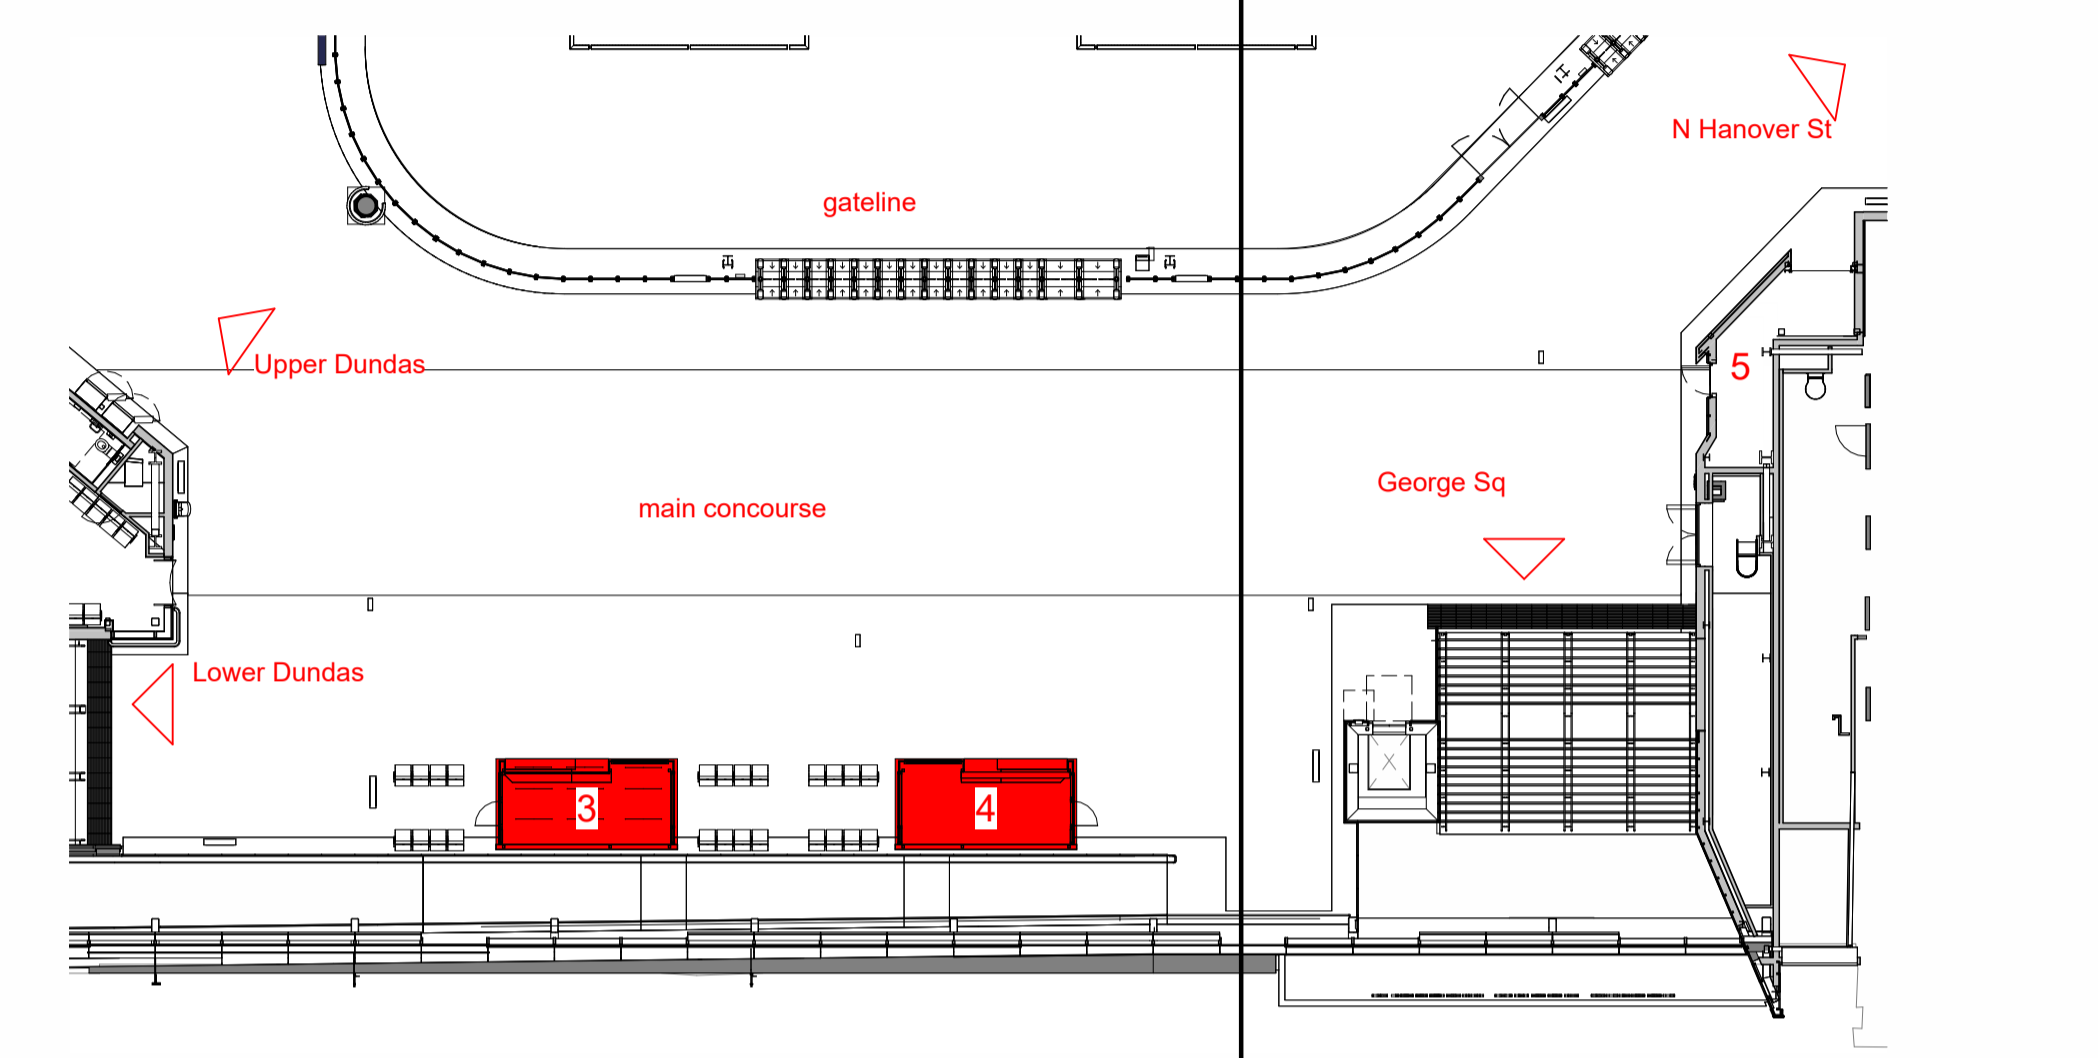 N Hanover St
gateline
Upper Dundas
5
George Sq
main concourse
Lower Dundas
3
4